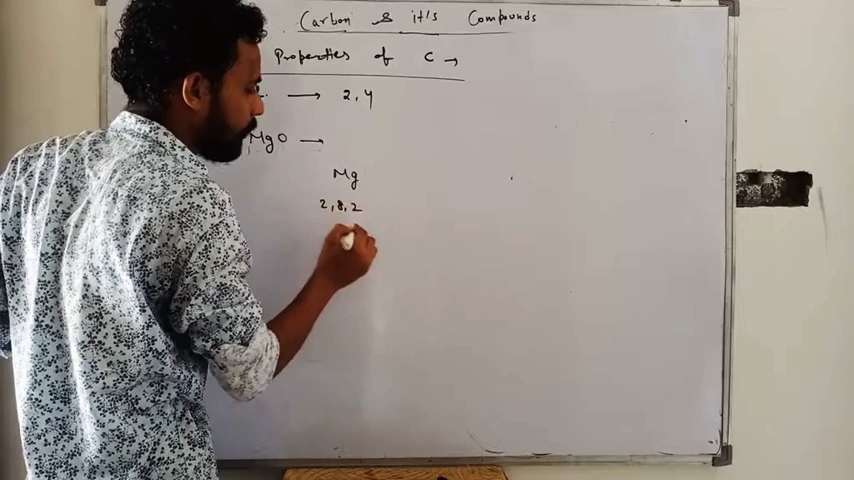 Carbon & it's Compounds
Properties of C →
→ 2,4
MgO →
Mg
2,8,2